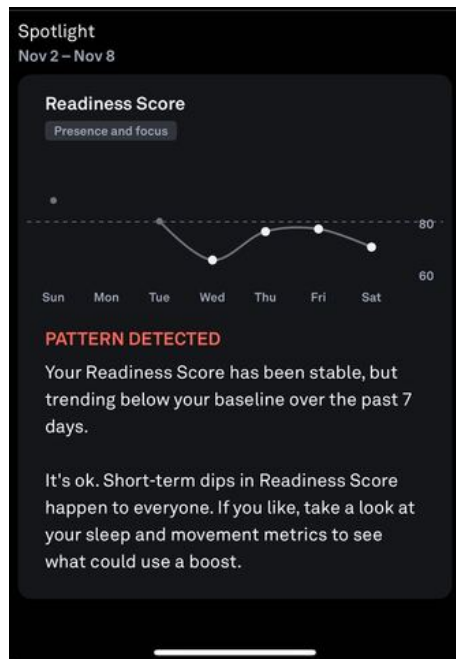 Spotlight
Nov 2 – Nov 8
Readiness Score
Presence and focus
80
60
Sun Mon Tue Wed Thu Fri Sat
PATTERN DETECTED
Your Readiness Score has been stable, but
trending below your baseline over the past 7
days.
It's ok. Short-term dips in Readiness Score
happen to everyone. If you like, take a look at
your sleep and movement metrics to see
what could use a boost.